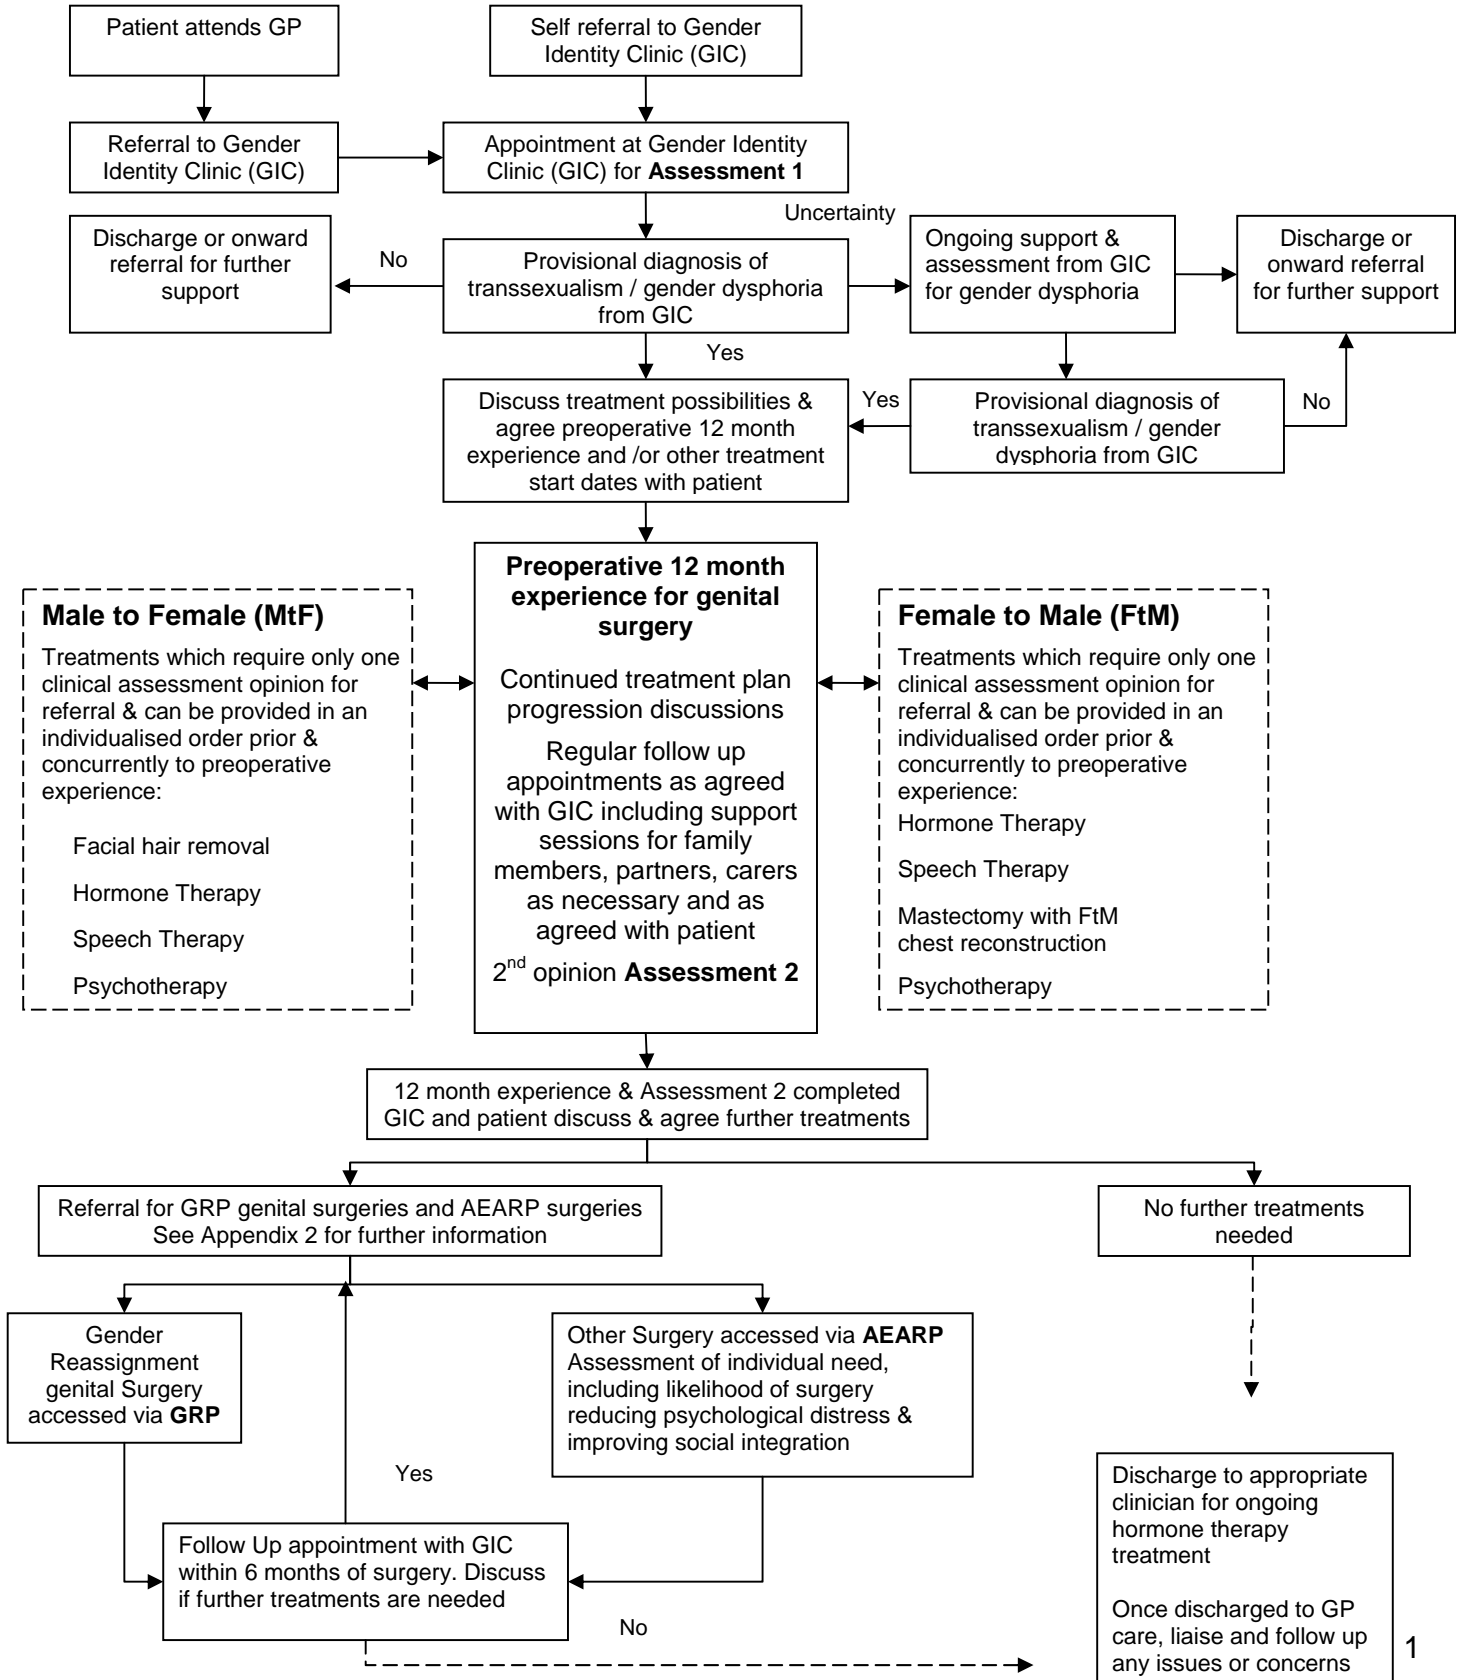 Patient attends GP
Self referral to Gender
Identity Clinic (GIC)
Referral to Gender
Identity Clinic (GIC)
Appointment at Gender Identity
Clinic (GIC) for Assessment 1
Uncertainty
Discharge or onward
referral for further
support
No
Provisional diagnosis of
transsexualism / gender dysphoria
from GIC
Ongoing support &
assessment from GIC
for gender dysphoria
Discharge or
onward referral
for further support
Yes
Discuss treatment possibilities &
agree preoperative 12 month
experience and /or other treatment
start dates with patient
Yes
Provisional diagnosis of
transsexualism / gender
dysphoria from GIC
No
Male to Female (MtF)
Treatments which require only one
clinical assessment opinion for
referral & can be provided in an
individualised order prior &
concurrently to preoperative
experience:
Facial hair removal
Hormone Therapy
Speech Therapy
Psychotherapy
Preoperative 12 month
experience for genital
surgery
Continued treatment plan
progression discussions
Regular follow up
appointments as agreed
with GIC including support
sessions for family
members, partners, carers
as necessary and as
agreed with patient
2nd opinion Assessment 2
Female to Male (FtM)
Treatments which require only one
clinical assessment opinion for
referral & can be provided in an
individualised order prior &
concurrently to preoperative
experience:
Hormone Therapy
Speech Therapy
Mastectomy with FtM
chest reconstruction
Psychotherapy
12 month experience & Assessment 2 completed
GIC and patient discuss & agree further treatments
Referral for GRP genital surgeries and AEARP surgeries
See Appendix 2 for further information
No further treatments
needed
Gender
Reassignment
genital Surgery
accessed via GRP
Other Surgery accessed via AEARP
Assessment of individual need,
including likelihood of surgery
reducing psychological distress &
improving social integration
Yes
Follow Up appointment with GIC
within 6 months of surgery. Discuss
if further treatments are needed
No
Discharge to appropriate
clinician for ongoing
hormone therapy
treatment
Once discharged to GP
care, liaise and follow up
any issues or concerns
1